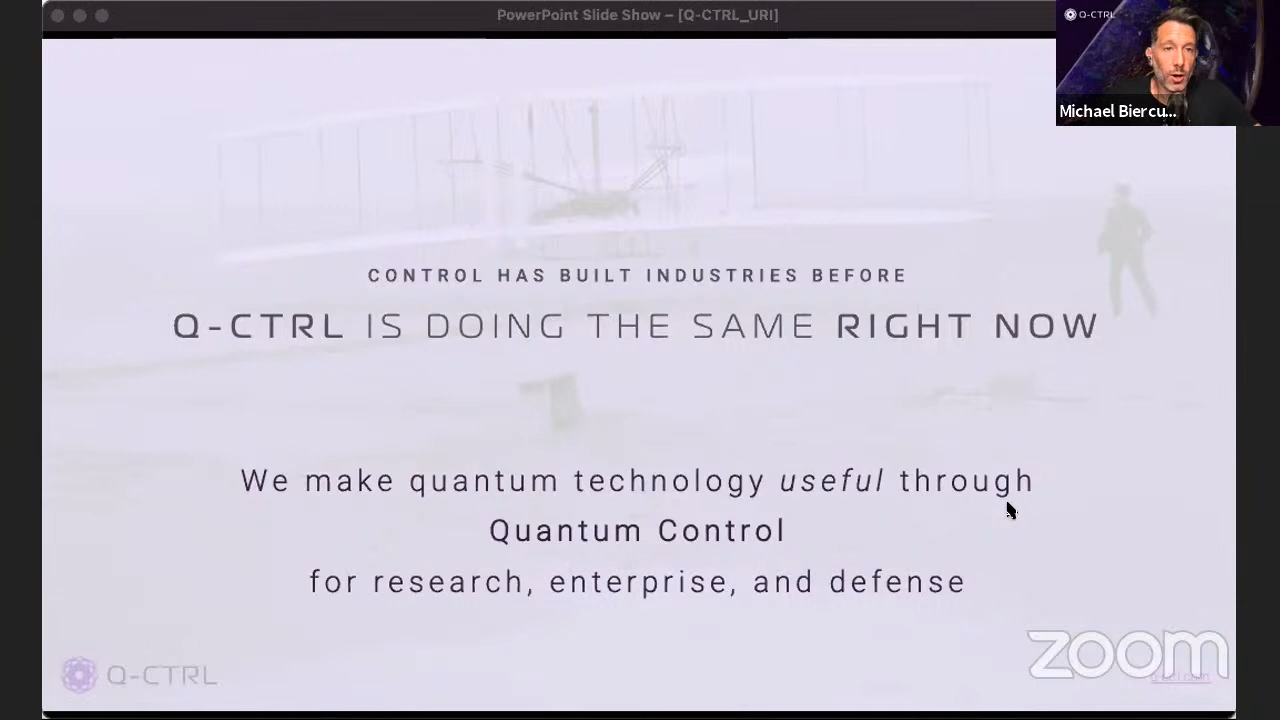 PowerPoint Slide Show – [Q-CTRL_URI]
Q-CTRL
Michael Biercu...
CONTROL HAS BUILT INDUSTRIES BEFORE
Q-CTRL IS DOING THE SAME RIGHT NOW
We make quantum technology useful through
Quantum Control
for research, enterprise, and defense
Q-CTRL
zoom